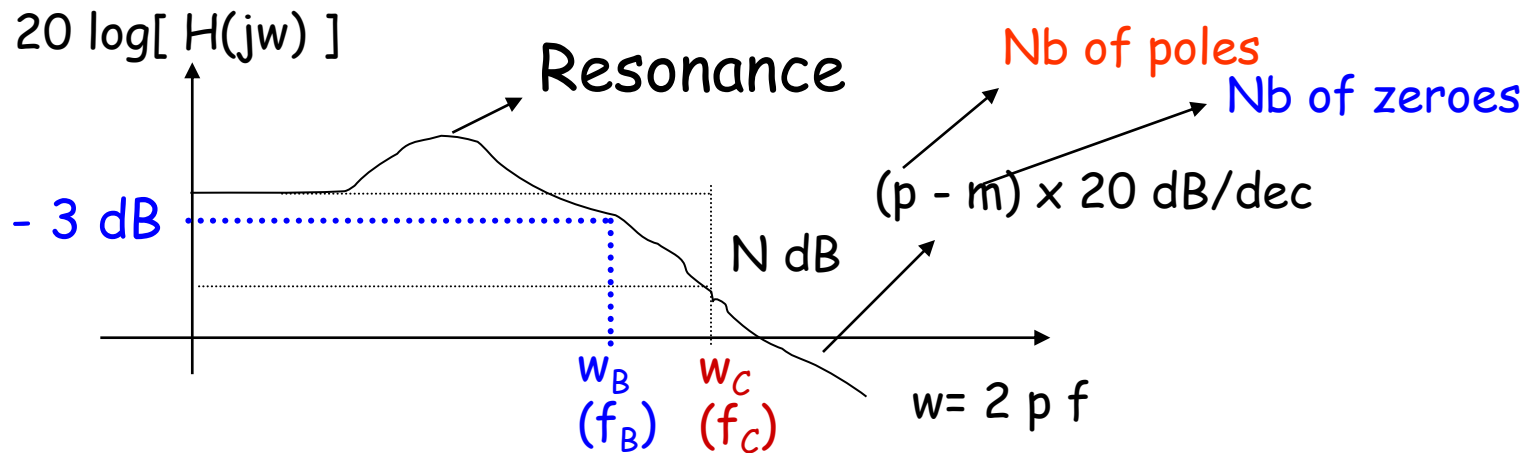 20 log[ H(jw) ]
Resonance
Nb of poles
Nb of zeroes
(p - m) x 20 dB/dec
- 3 dB
N dB
wB
(fB)
wC
(fC)
w= 2 p f